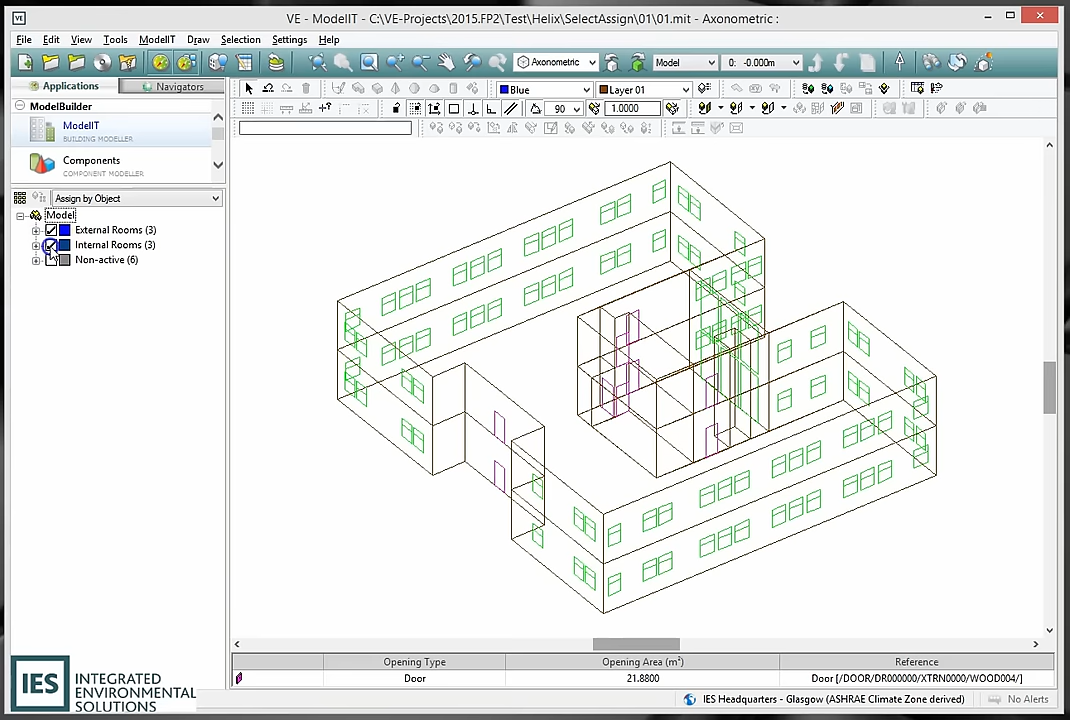 VE - ModelIT - C:\VE-Projects\2015.FP2\Test\Helix\SelectAssign\01\01.mit - Axonometric :
File Edit View Tools ModelIT Draw Selection Settings Help
Axonometric
Model
0: -0.000m
Applications
Navigators
Blue
Layer 01
ModelBuilder
90
1.0000
ModelIT
BUILDING MODELLER
Components
COMPONENT MODELLER
Assign by Object
Model
External Rooms (3)
Internal Rooms (3)
Non-active (6)
Opening Type
Opening Area (m²)
Reference
Door
21.8800
Door [/DOOR/DR000000/XTRN0000/WOOD004/]
IES
INTEGRATED
ENVIRONMENTAL
SOLUTIONS
IES Headquarters - Glasgow (ASHRAE Climate Zone derived)
No Alerts